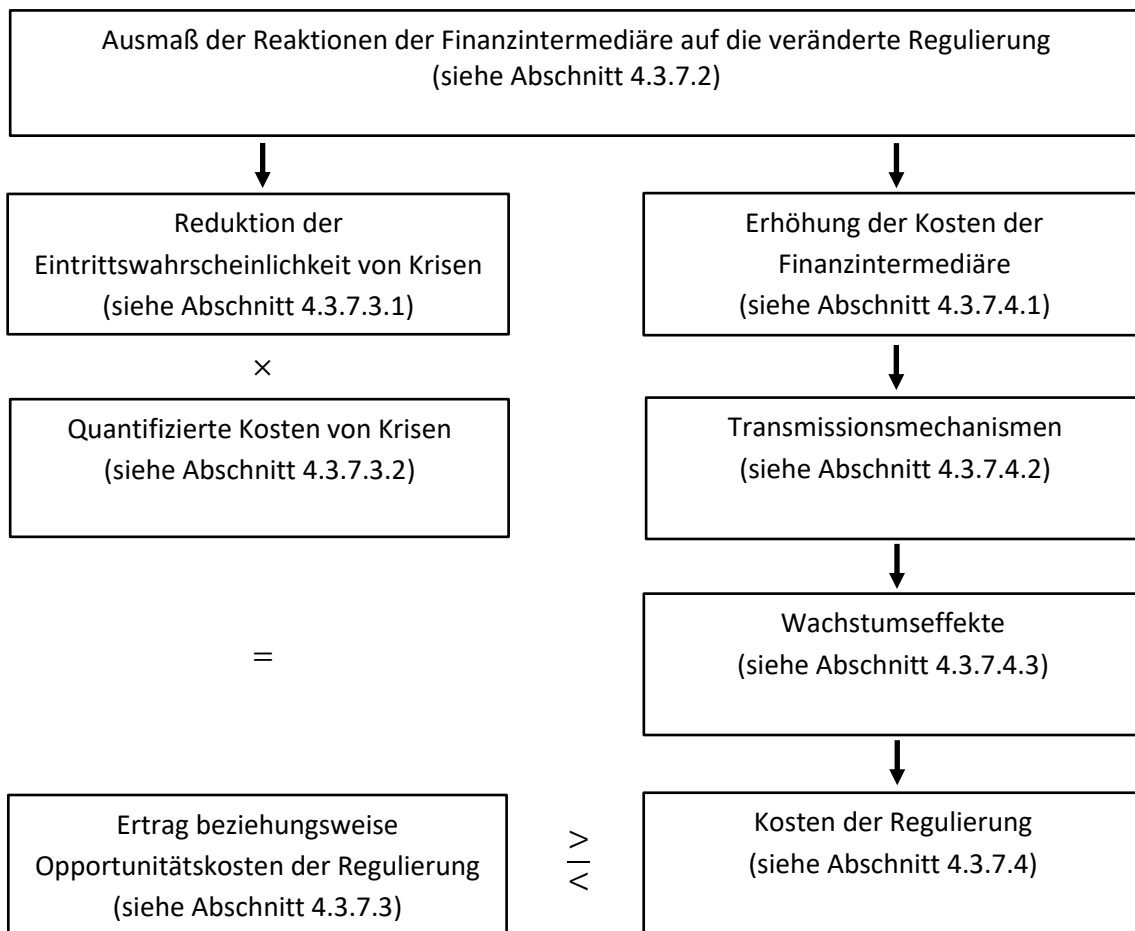 Ausmaß der Reaktionen der Finanzintermediäre auf die veränderte Regulierung
(siehe Abschnitt 4.3.7.2)
Reduktion der
Eintrittswahrscheinlichkeit von Krisen
(siehe Abschnitt 4.3.7.3.1)
×
Quantifizierte Kosten von Krisen
(siehe Abschnitt 4.3.7.3.2)
=
Ertrag beziehungsweise
Opportunitätskosten der Regulierung
(siehe Abschnitt 4.3.7.3)
>
<
Erhöhung der Kosten der
Finanzintermediäre
(siehe Abschnitt 4.3.7.4.1)
Transmissionsmechanismen
(siehe Abschnitt 4.3.7.4.2)
Wachstumseffekte
(siehe Abschnitt 4.3.7.4.3)
Kosten der Regulierung
(siehe Abschnitt 4.3.7.4)